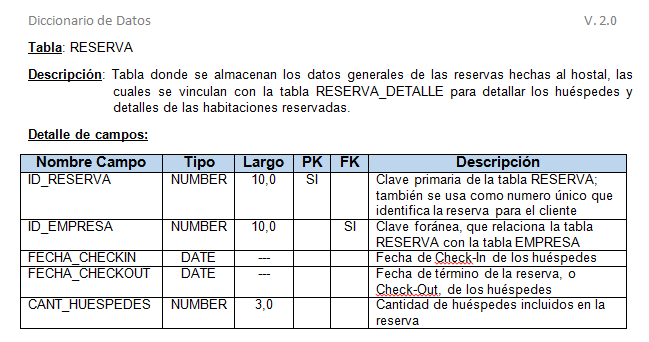 Diccionario de Datos V. 2.0
Tabla: RESERVA
Descripción: Tabla donde se almacenan los datos generales de las reservas hechas al hostal, las
cuales se vinculan con la tabla RESERVA_DETALLE para detallar los huéspedes y
detalles de las habitaciones reservadas.
Detalle de campos:
Nombre Campo Tipo Largo PK FK Descripción
ID_RESERVA NUMBER 10,0 SI Clave primaria de la tabla RESERVA;
también se usa como numero único que
identifica la reserva para el cliente
ID_EMPRESA NUMBER 10,0 SI Clave foránea, que relaciona la tabla
RESERVA con la tabla EMPRESA
FECHA_CHECKIN DATE --- Fecha de Check-In de los huéspedes
FECHA_CHECKOUT DATE --- Fecha de término de la reserva, o
Check-Out, de los huéspedes
CANT_HUESPEDES NUMBER 3,0 Cantidad de huéspedes incluidos en la
reserva